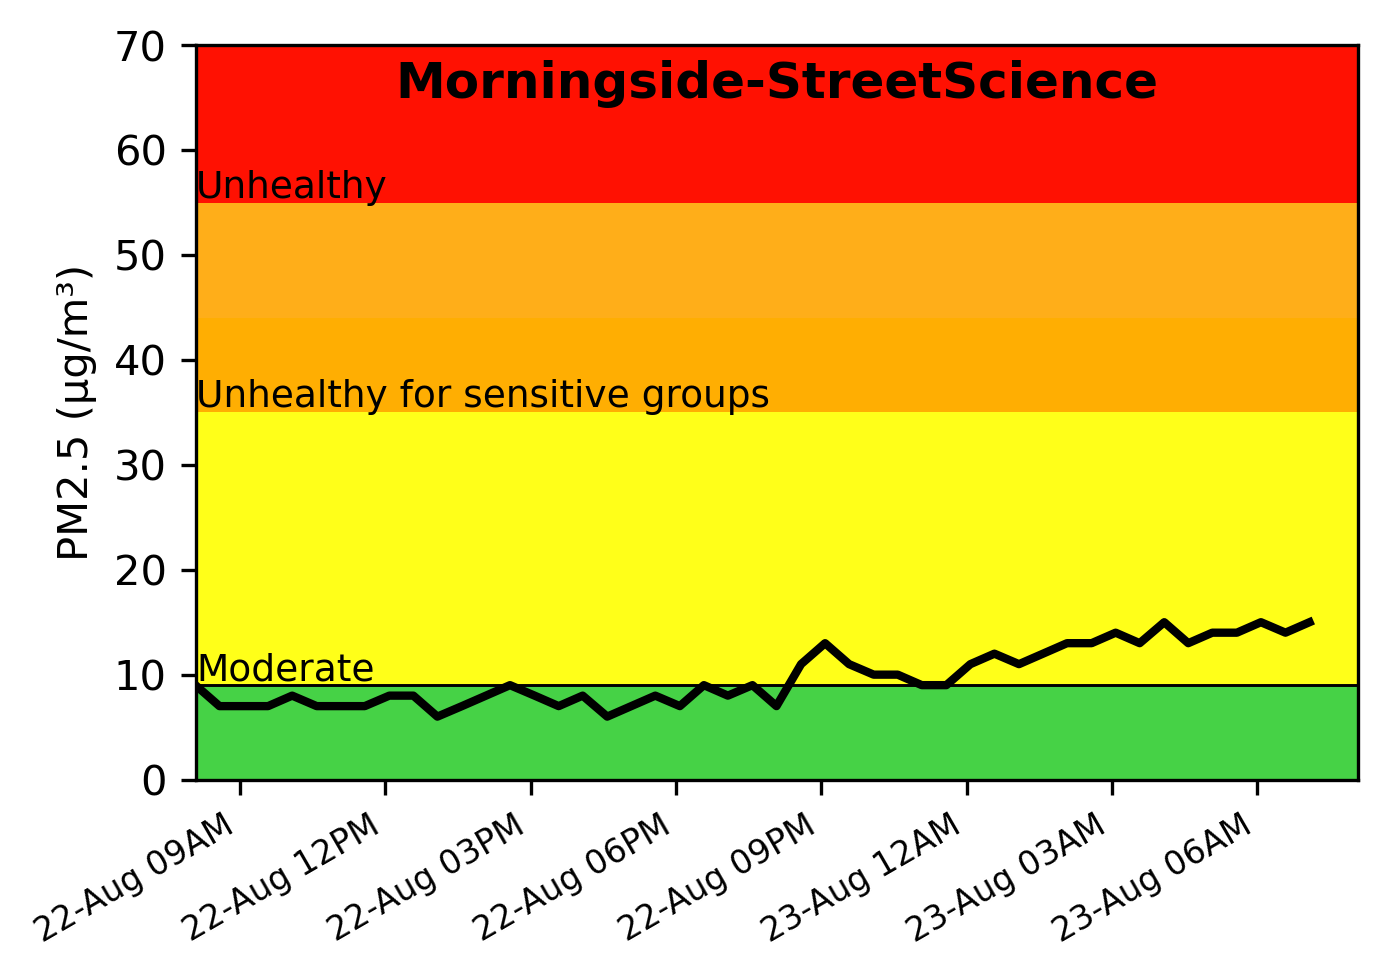 Morningside-StreetScience
70
60
50
40
30
20
10
0
PM2.5 (µg/m³)
Unhealthy
Unhealthy for sensitive groups
Moderate
22-Aug 09AM
22-Aug 12PM
22-Aug 03PM
22-Aug 06PM
22-Aug 09PM
23-Aug 12AM
23-Aug 03AM
23-Aug 06AM